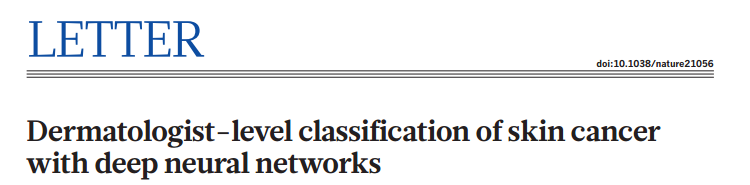 LETTER
doi:10.1038/nature21056
Dermatologist-level classification of skin cancer
with deep neural networks